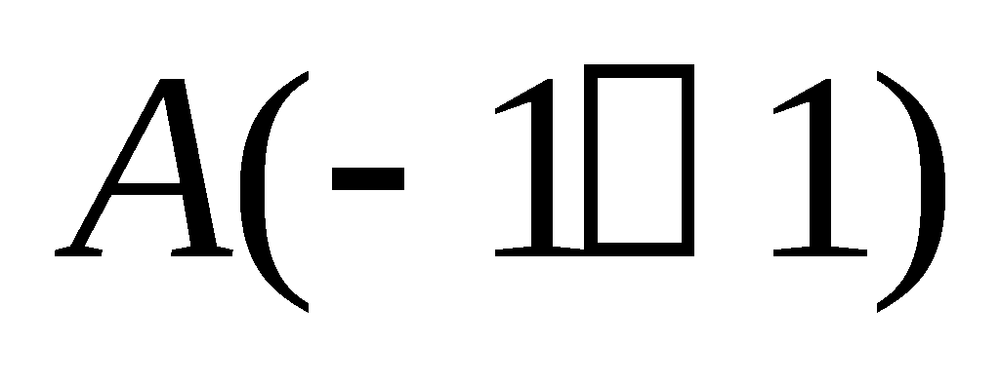 A(- 1▯ 1)